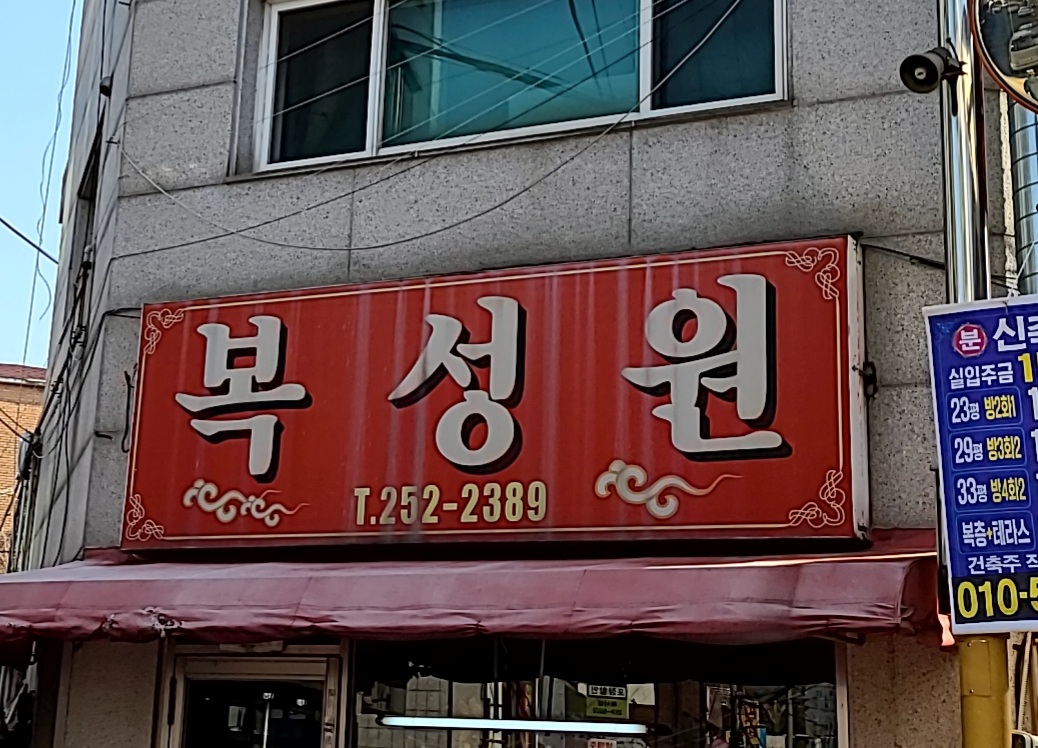 복성원
T.252-2389
분
실입주금
23평 방2화1
29평 방3화2
33평 방4화2
복층+테라스
건축주
010-5